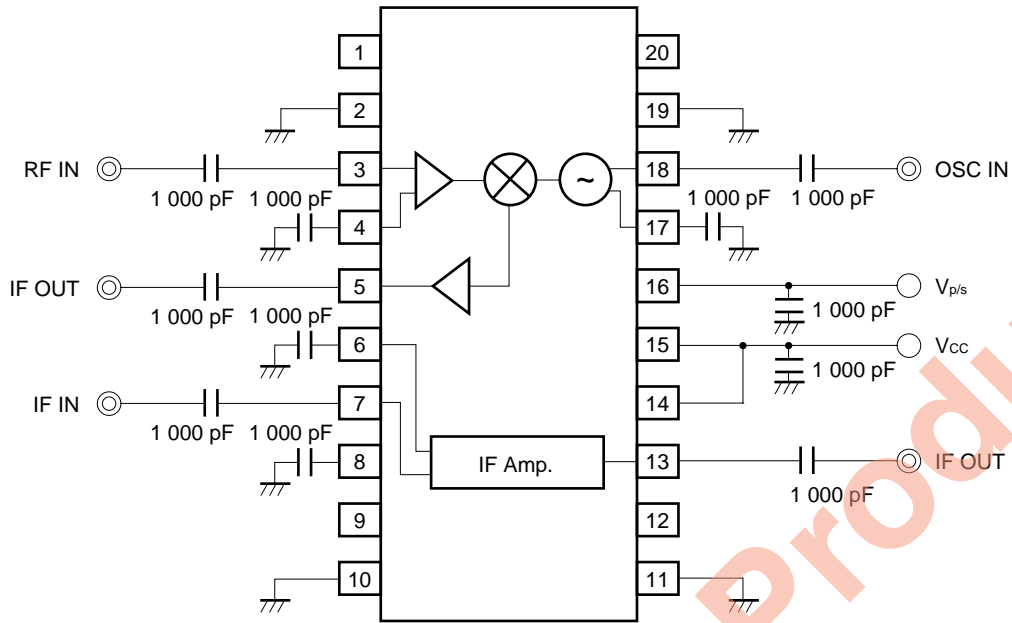 1 20
2 19
RF IN 3 18 OSC IN
1 000 pF 1 000 pF 1 000 pF 1 000 pF
~
4 17
IF OUT 5 16 Vp/s
1 000 pF 1 000 pF 1 000 pF
6 15 VCC
1 000 pF
IF IN 7 14
1 000 pF 1 000 pF
8 IF Amp. 13 IF OUT
1 000 pF
9 12
10 11
Produ